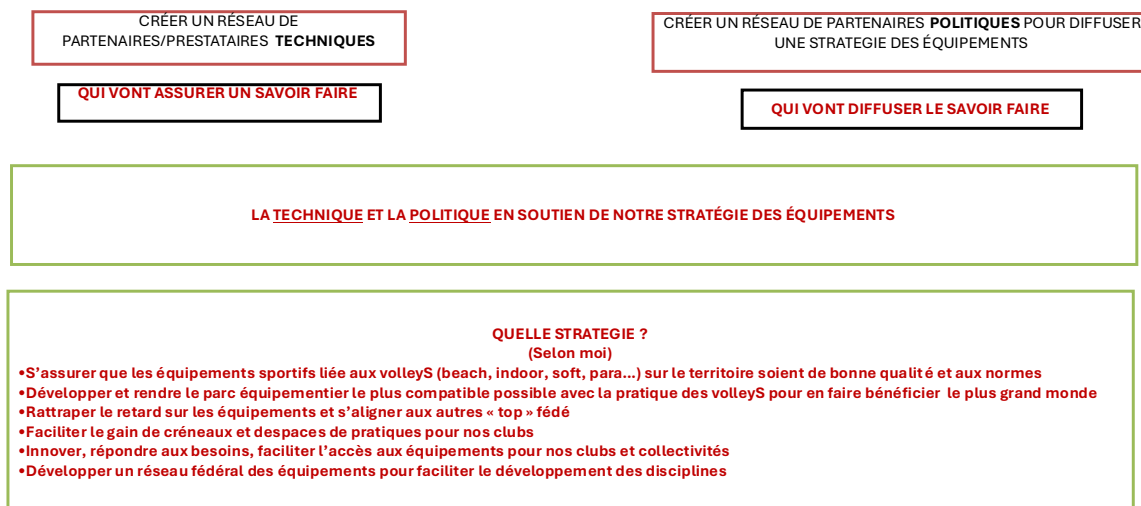 CRÉER UN RÉSEAU DE
PARTENAIRES/PRESTATAIRES TECHNIQUES
QUI VONT ASSURER UN SAVOIR FAIRE
CRÉER UN RÉSEAU DE PARTENAIRES POLITIQUES POUR DIFFUSER
UNE STRATEGIE DES ÉQUIPEMENTS
QUI VONT DIFFUSER LE SAVOIR FAIRE
LA TECHNIQUE ET LA POLITIQUE EN SOUTIEN DE NOTRE STRATÉGIE DES ÉQUIPEMENTS
QUELLE STRATEGIE ?
(Selon moi)
•S’assurer que les équipements sportifs liée aux volleyS (beach, indoor, soft, para…) sur le territoire soient de bonne qualité et aux normes
•Développer et rendre le parc équipementier le plus compatible possible avec la pratique des volleyS pour en faire bénéficier le plus grand monde
•Rattraper le retard sur les équipements et s’aligner aux autres « top » fédé
•Faciliter le gain de créneaux et despaces de pratiques pour nos clubs
•Innover, répondre aux besoins, faciliter l’accès aux équipements pour nos clubs et collectivités
•Développer un réseau fédéral des équipements pour faciliter le développement des disciplines